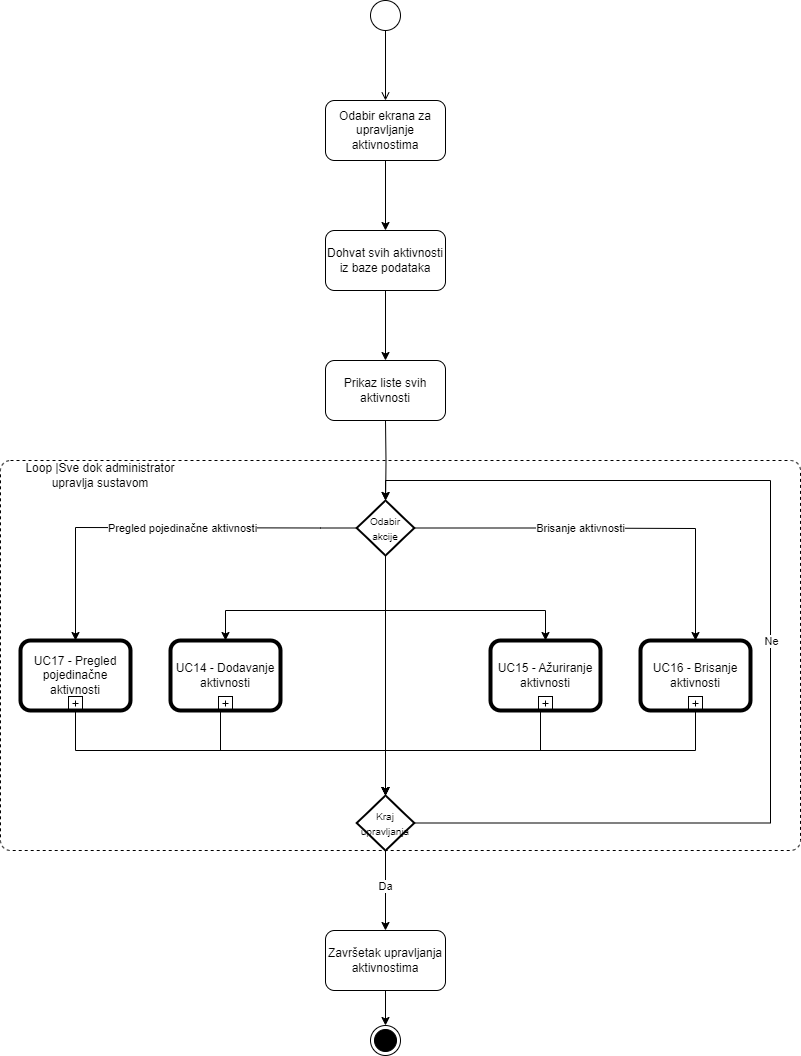 Odabir ekrana za
upravljanje
aktivnostima
Dohvat svih aktivnosti
iz baze podataka
Prikaz liste svih
aktivnosti
Loop |Sve dok administrator
upravlja sustavom
Odabir
akcije
Pregled pojedinačne aktivnosti
Brisanje aktivnosti
UC17 - Pregled
pojedinačne
aktivnosti
+
UC14 - Dodavanje
aktivnosti
+
UC15 - Ažuriranje
aktivnosti
+
UC16 - Brisanje
aktivnosti
+
Ne
Kraj
upravljanja
Da
Završetak upravljanja
aktivnostima